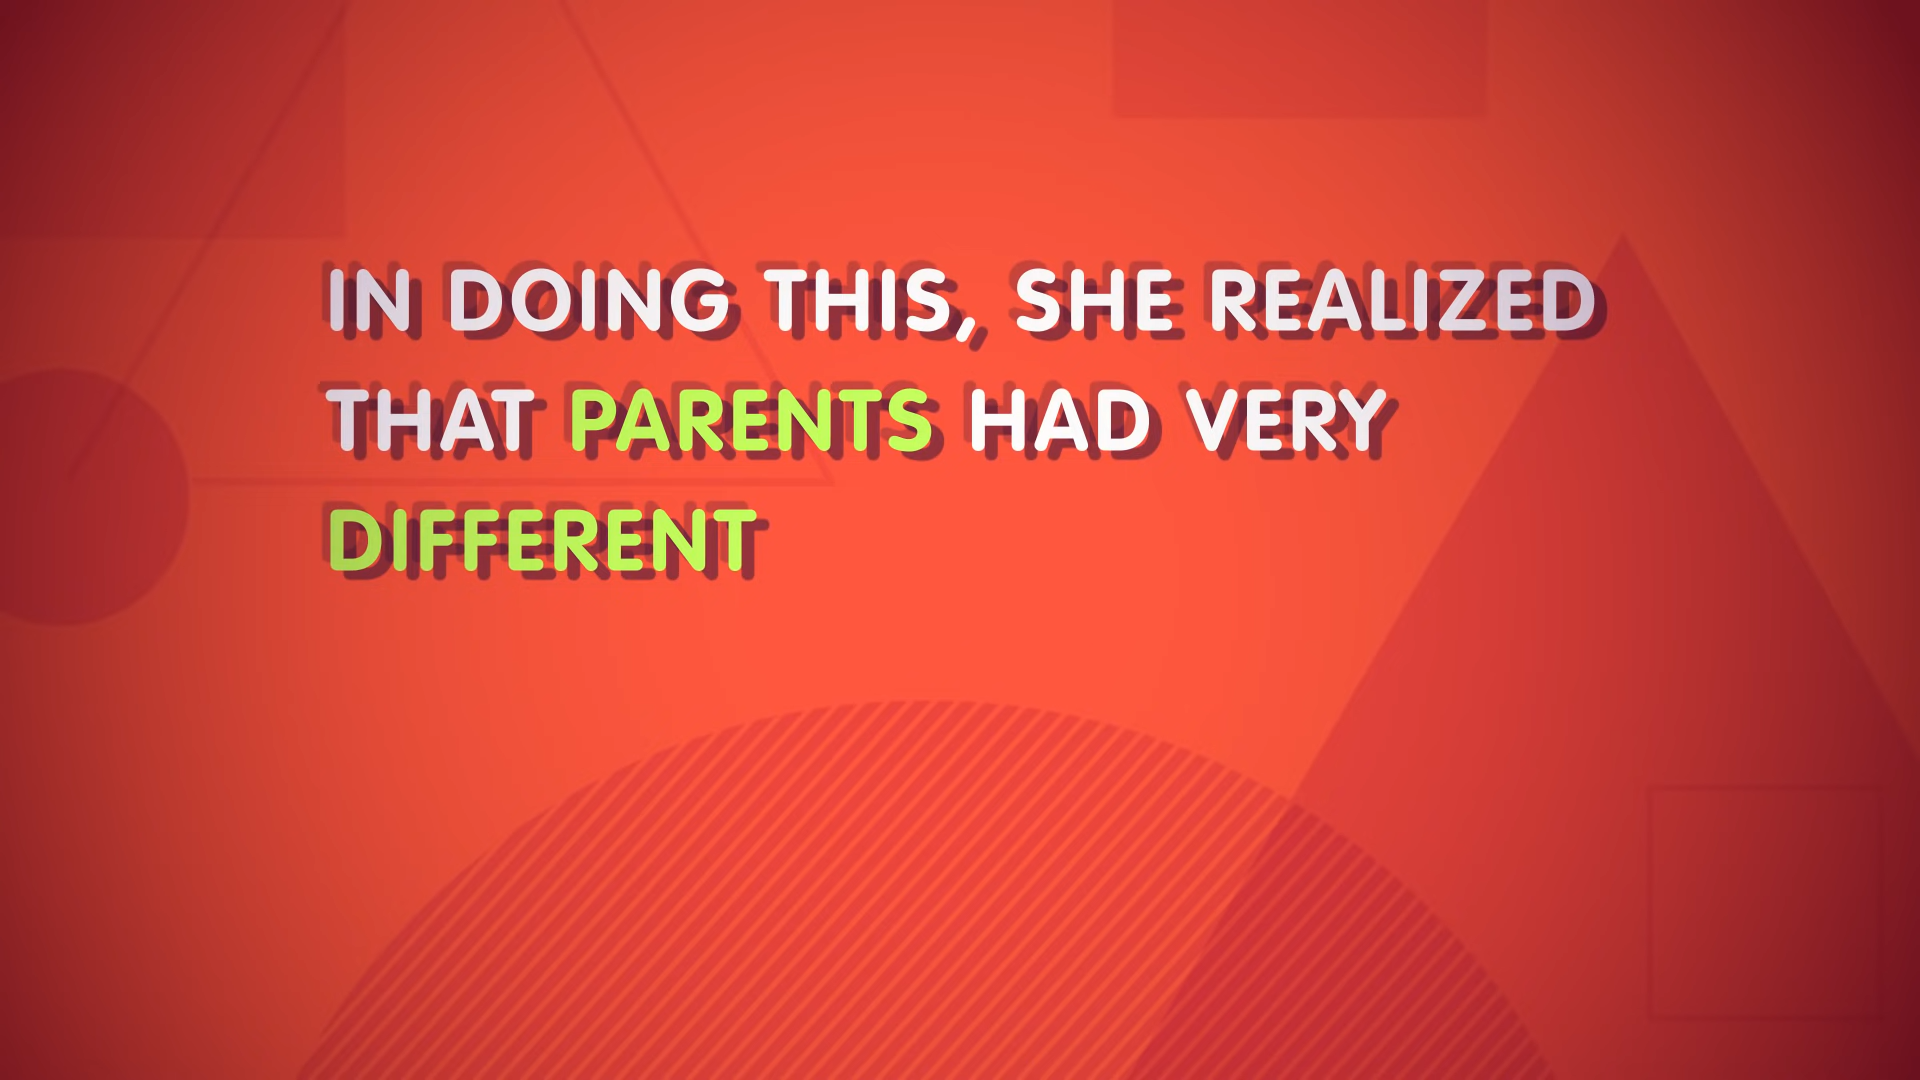 IN DOING THIS, SHE REALIZED
THAT PARENTS HAD VERY
DIFFERENT